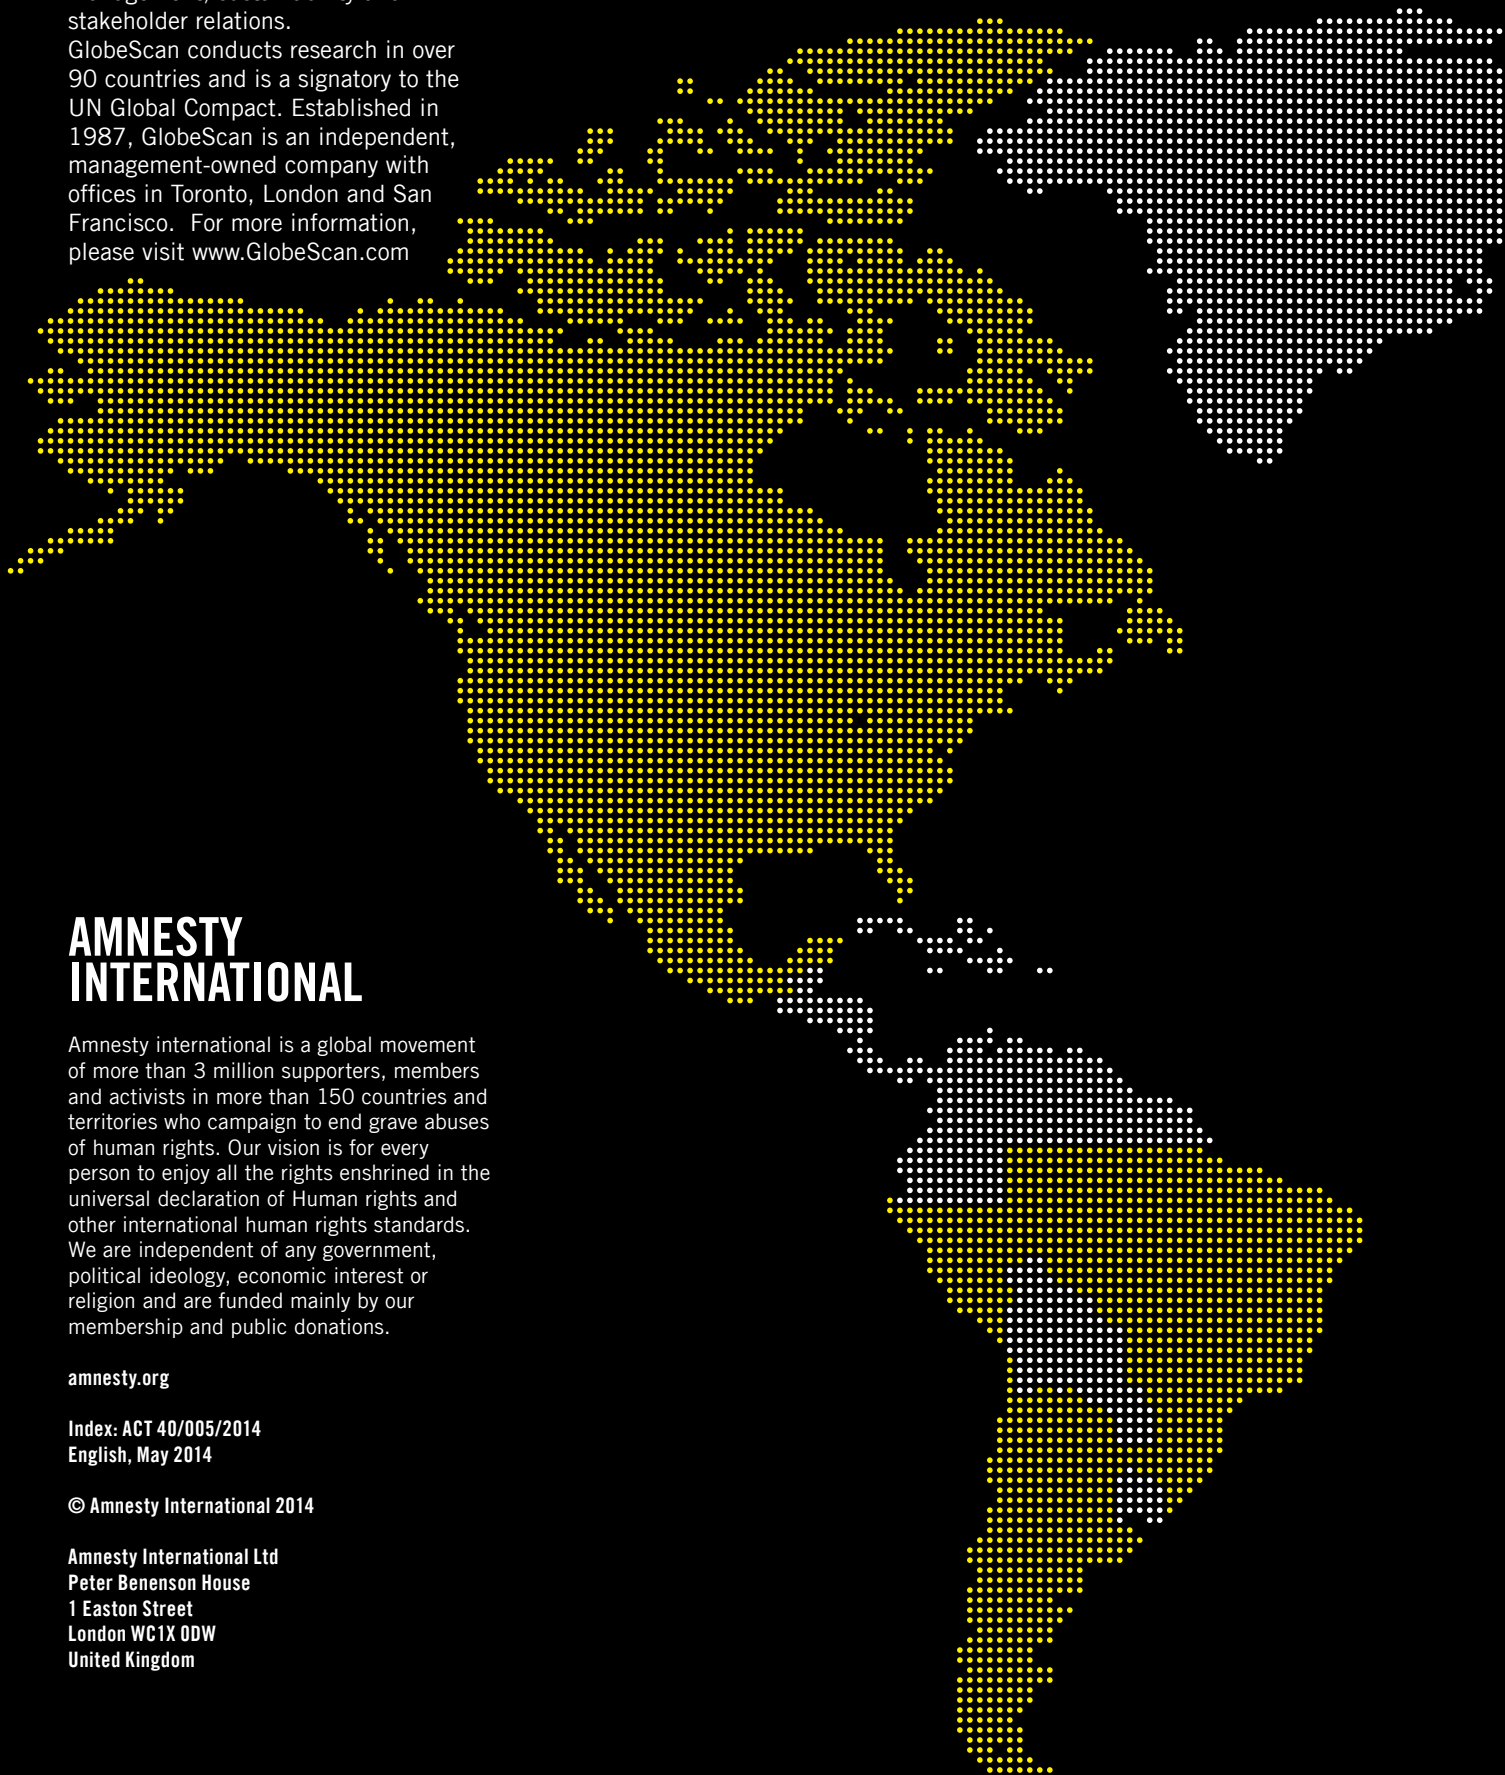 stakeholder relations.
GlobeScan conducts research in over
90 countries and is a signatory to the
UN Global Compact. Established in
1987, GlobeScan is an independent,
management-owned company with
offices in Toronto, London and San
Francisco.  For more information,
please visit www.GlobeScan.com
AMNESTY
INTERNATIONAL
Amnesty international is a global movement
of more than 3 million supporters, members
and activists in more than 150 countries and
territories who campaign to end grave abuses
of human rights. Our vision is for every
person to enjoy all the rights enshrined in the
universal declaration of Human rights and
other international human rights standards.
We are independent of any government,
political ideology, economic interest or
religion and are funded mainly by our
membership and public donations.
amnesty.org
Index: ACT 40/005/2014
English, May 2014
© Amnesty International 2014
Amnesty International Ltd
Peter Benenson House
1 Easton Street
London WC1X 0DW
United Kingdom